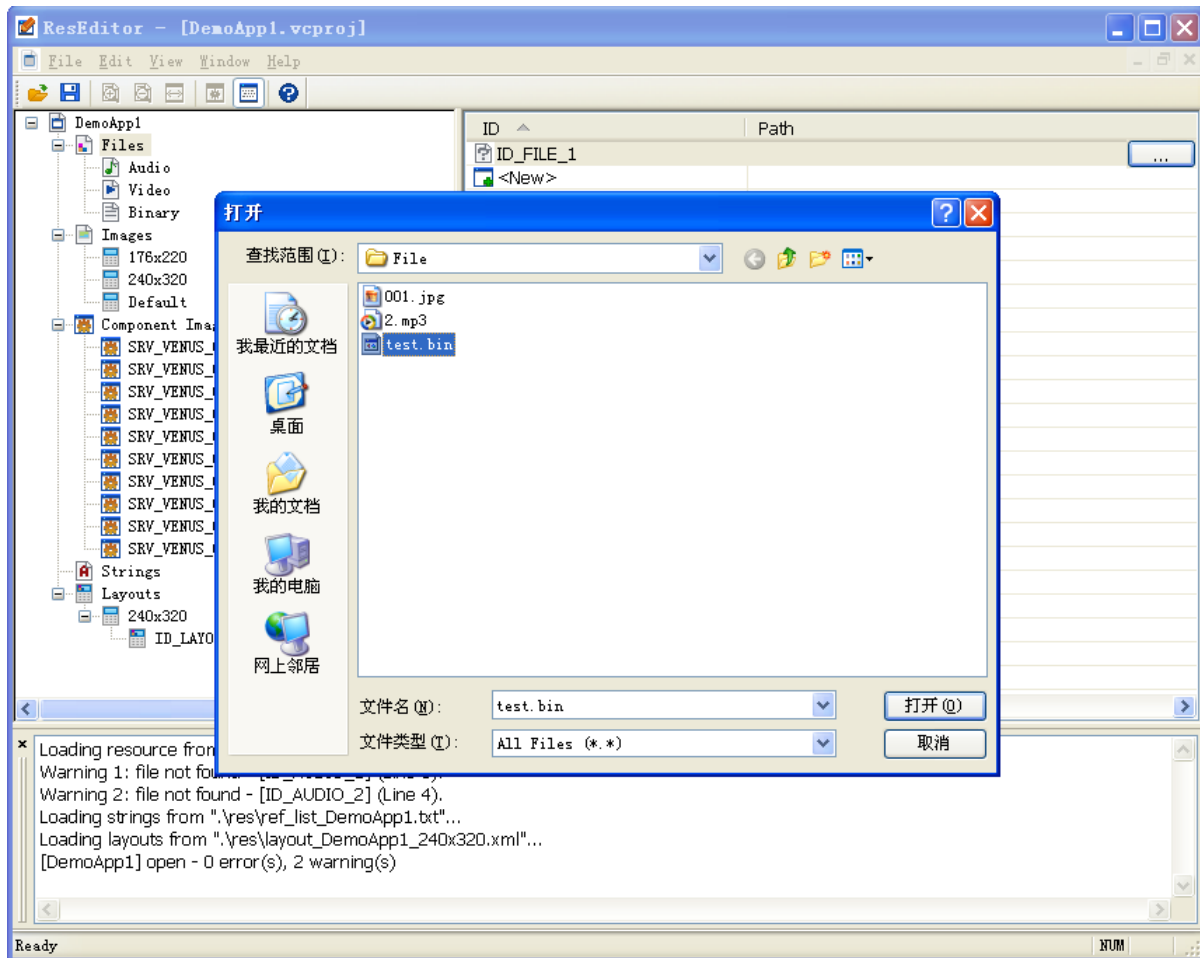 ResEditor - [DemoApp1.vcproj]
File Edit View Window Help
DemoApp1
Files
Audio
Video
Binary
Images
176x220
240x320
Default
Component Ima
SRV_VENUS_
SRV_VENUS_
SRV_VENUS_
SRV_VENUS_
SRV_VENUS_
SRV_VENUS_
SRV_VENUS_
SRV_VENUS_
SRV_VENUS_
SRV_VENUS_
Strings
Layouts
240x320
ID_LAYO
ID Path
ID_FILE_1 ...
<New>
打开
查找范围(I): File
我最近的文档
桌面
我的文档
我的电脑
网上邻居
001.jpg
2.mp3
test.bin
文件名(N): test.bin 打开(O)
文件类型(T): All Files (*.*) 取消
Loading resource from
Warning 1: file not found - [ID_AUDIO_2]
Warning 2: file not found - [ID_AUDIO_2] (Line 4).
Loading strings from ".\res\ref_list_DemoApp1.txt"...
Loading layouts from ".\res\layout_DemoApp1_240x320.xml"...
[DemoApp1] open - 0 error(s), 2 warning(s)
Ready NUM